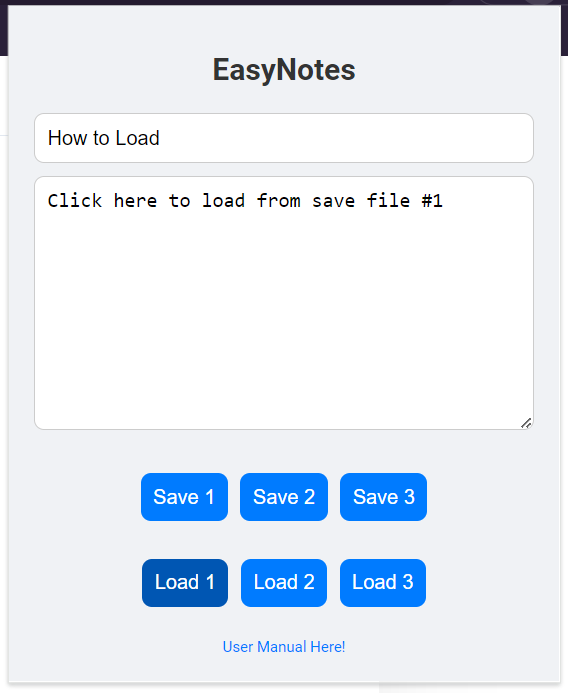 EasyNotes
How to Load
Click here to load from save file #1
Save 1 Save 2 Save 3
Load 1 Load 2 Load 3
User Manual Here!